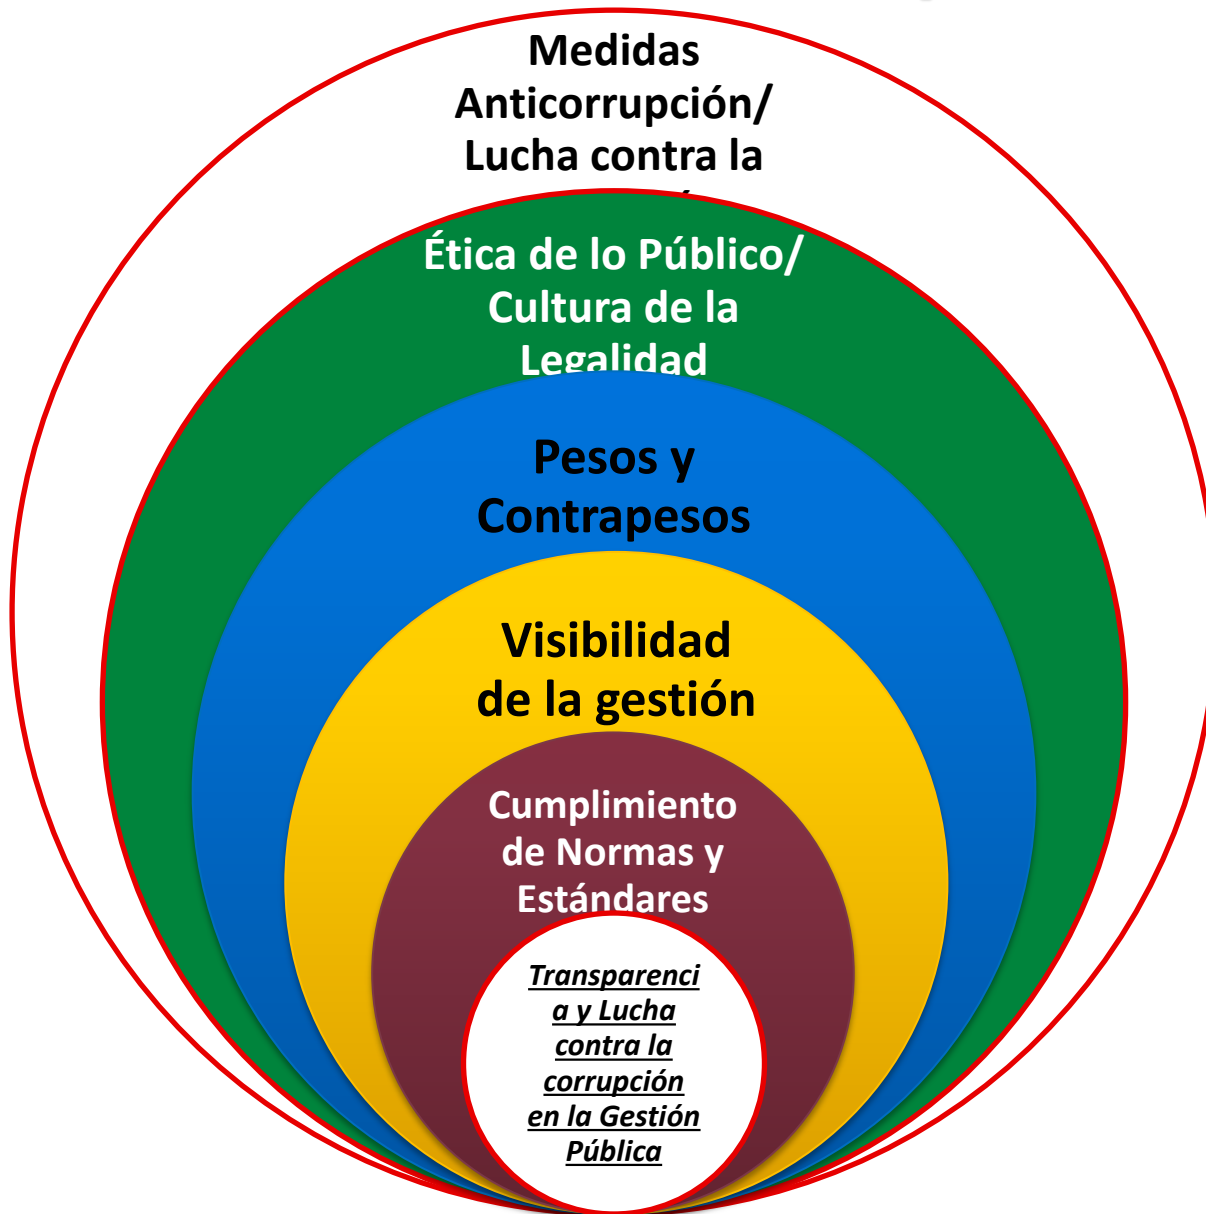 Medidas
Anticorrupción/
Lucha contra la
Ética de lo Público/
Cultura de la
Legalidad
Pesos y
Contrapesos
Visibilidad
de la gestión
Cumplimiento
de Normas y
Estándares
Transparenci
a y Lucha
contra la
corrupción
en la Gestión
Pública